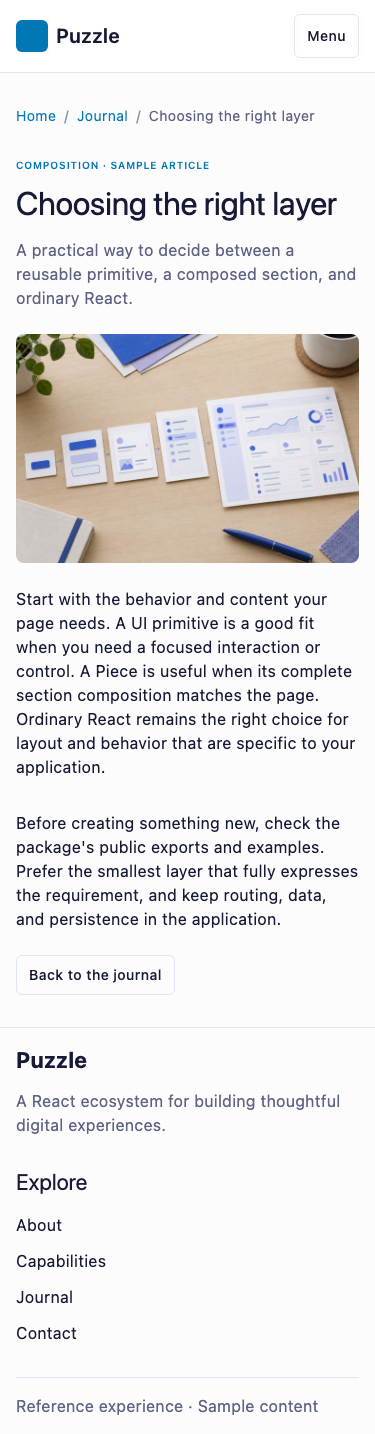 Puzzle
Menu
Home / Journal / Choosing the right layer
COMPOSITION · SAMPLE ARTICLE
Choosing the right layer
A practical way to decide between a
reusable primitive, a composed section, and
ordinary React.
Start with the behavior and content your
page needs. A UI primitive is a good fit
when you need a focused interaction or
control. A Piece is useful when its complete
section composition matches the page.
Ordinary React remains the right choice for
layout and behavior that are specific to your
application.
Before creating something new, check the
package's public exports and examples.
Prefer the smallest layer that fully expresses
the requirement, and keep routing, data,
and persistence in the application.
Back to the journal
Puzzle
A React ecosystem for building thoughtful
digital experiences.
Explore
About
Capabilities
Journal
Contact
Reference experience · Sample content